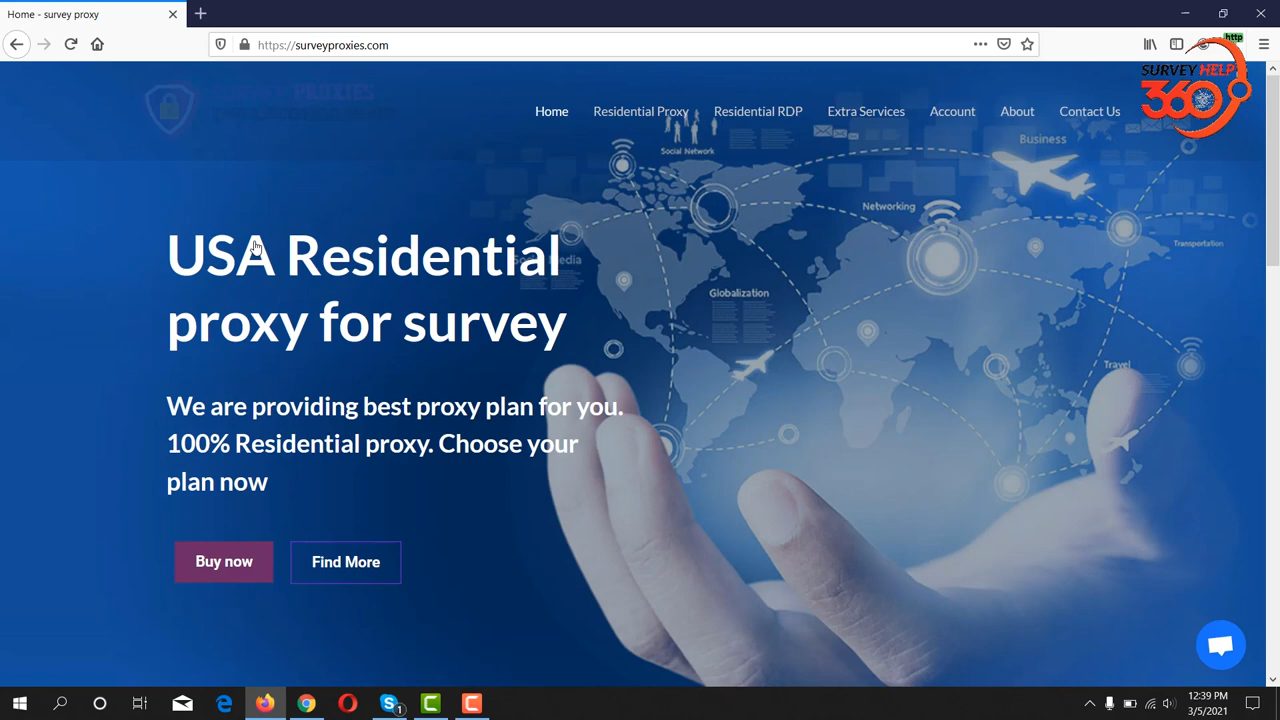 Home - survey proxy
https://surveyproxies.com
http
SURVEY HELP
360
Home Residential Proxy Residential RDP Extra Services Account About Contact Us
Social Network
Business
Networking
Transportation
Social Media
Globalization
Travel
USA Residential
proxy for survey
We are providing best proxy plan for you.
100% Residential proxy. Choose your
plan now
Buy now
Find More
1
12:39 PM
3/5/2021